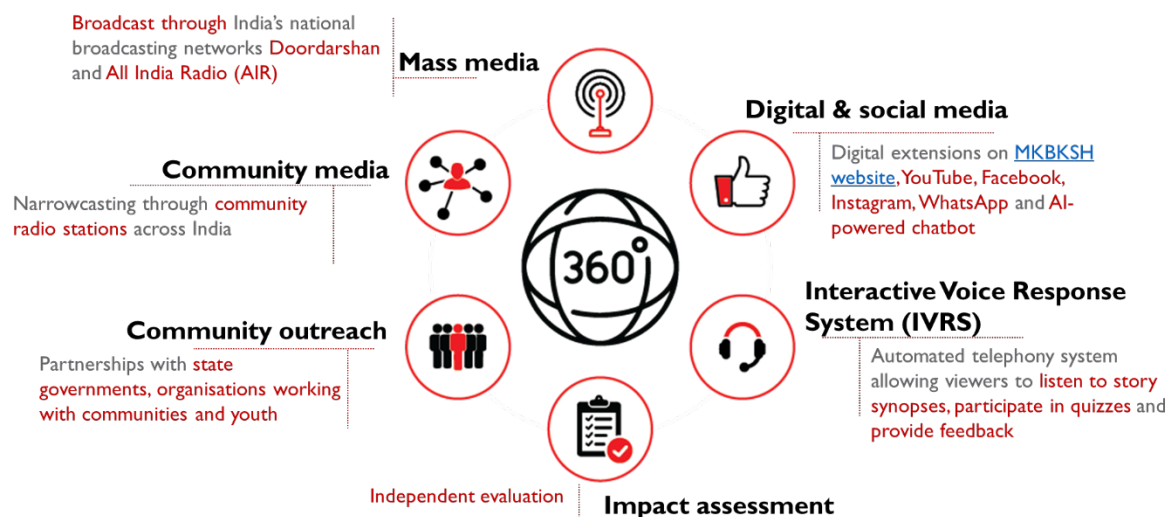 Broadcast through India's national
broadcasting networks Doordarshan
and All India Radio (AIR)
Mass media
Digital & social media
Digital extensions on MKBKSH
website, YouTube, Facebook,
Instagram, WhatsApp and AI-
powered chatbot
Community media
Narrowcasting through community
radio stations across India
360°
Interactive Voice Response
System (IVRS)
Automated telephony system
allowing viewers to listen to story
synopses, participate in quizzes and
provide feedback
Community outreach
Partnerships with state
governments, organisations working
with communities and youth
Independent evaluation
Impact assessment